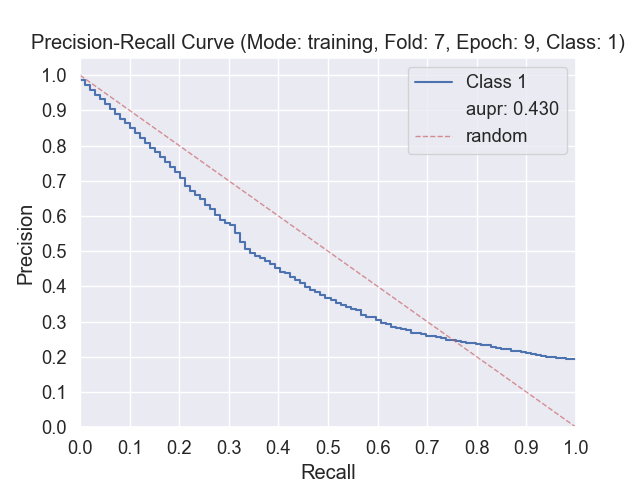 Precision-Recall Curve (Mode: training, Fold: 7, Epoch: 9, Class: 1)
Class 1
aupr: 0.430
random
Precision
1.0
0.9
0.8
0.7
0.6
0.5
0.4
0.3
0.2
0.1
0.0
0.0 0.1 0.2 0.3 0.4 0.5 0.6 0.7 0.8 0.9 1.0
Recall